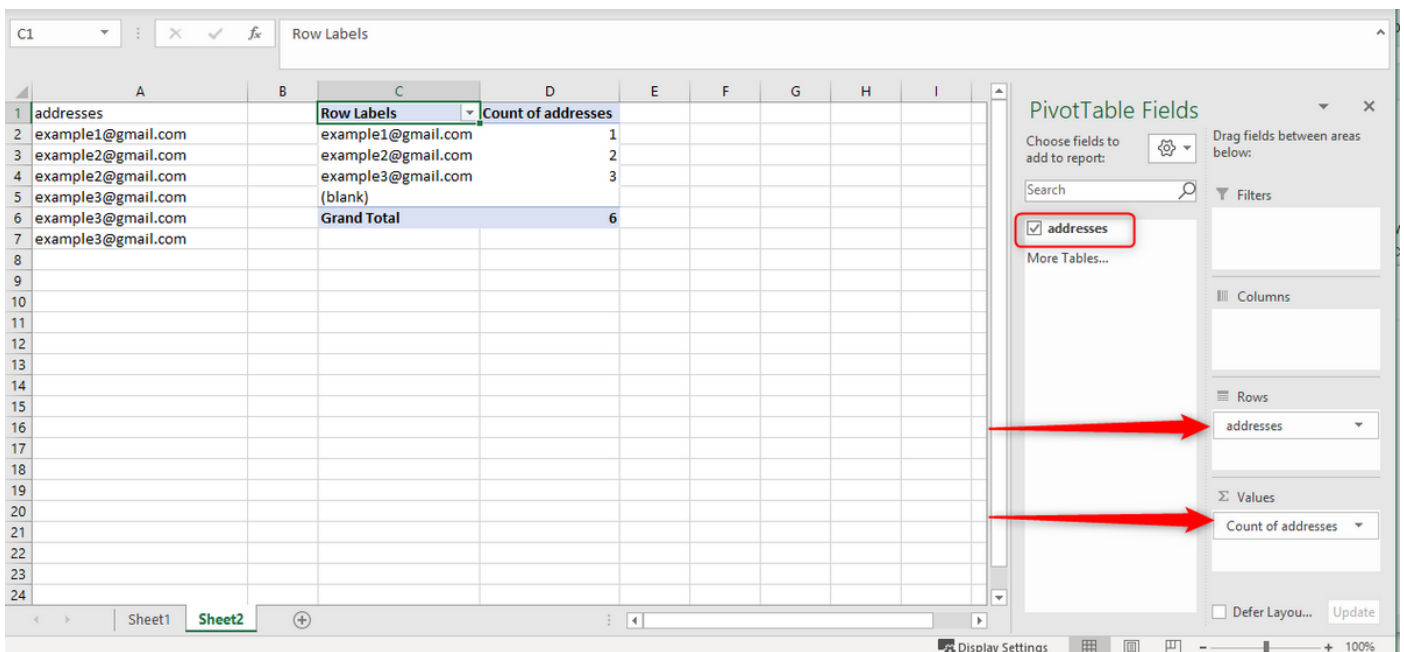 C1 fx Row Labels
A B C D E F G H I
1 addresses Row Labels Count of addresses
2 example1@gmail.com example1@gmail.com 1
3 example2@gmail.com example2@gmail.com 2
4 example2@gmail.com example3@gmail.com 3
5 example3@gmail.com (blank)
6 example3@gmail.com Grand Total 6
7 example3@gmail.com
8
9
10
11
12
13
14
15
16
17
18
19
20
21
22
23
24
Sheet1 Sheet2
PivotTable Fields
Choose fields to
add to report:
Search
addresses
More Tables...
Drag fields between areas
below:
Filters
Columns
Rows
addresses
Σ Values
Count of addresses
Defer Layou... Update
Display Settings 100%